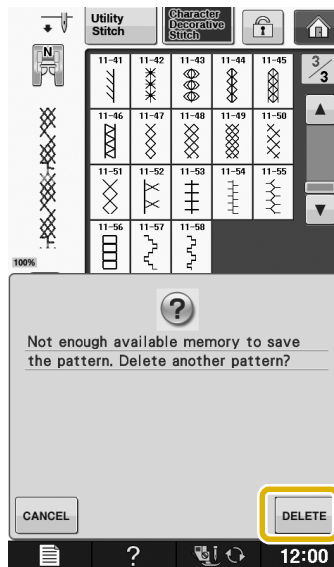 Utility
Stitch
Character
Decorative
Stitch
N
3/3
11-41 11-42 11-43 11-44 11-45
11-46 11-47 11-48 11-49 11-50
11-51 11-52 11-53 11-54 11-55
11-56 11-57 11-58
100%
?
Not enough available memory to save
the pattern. Delete another pattern?
CANCEL
DELETE
? 12:00